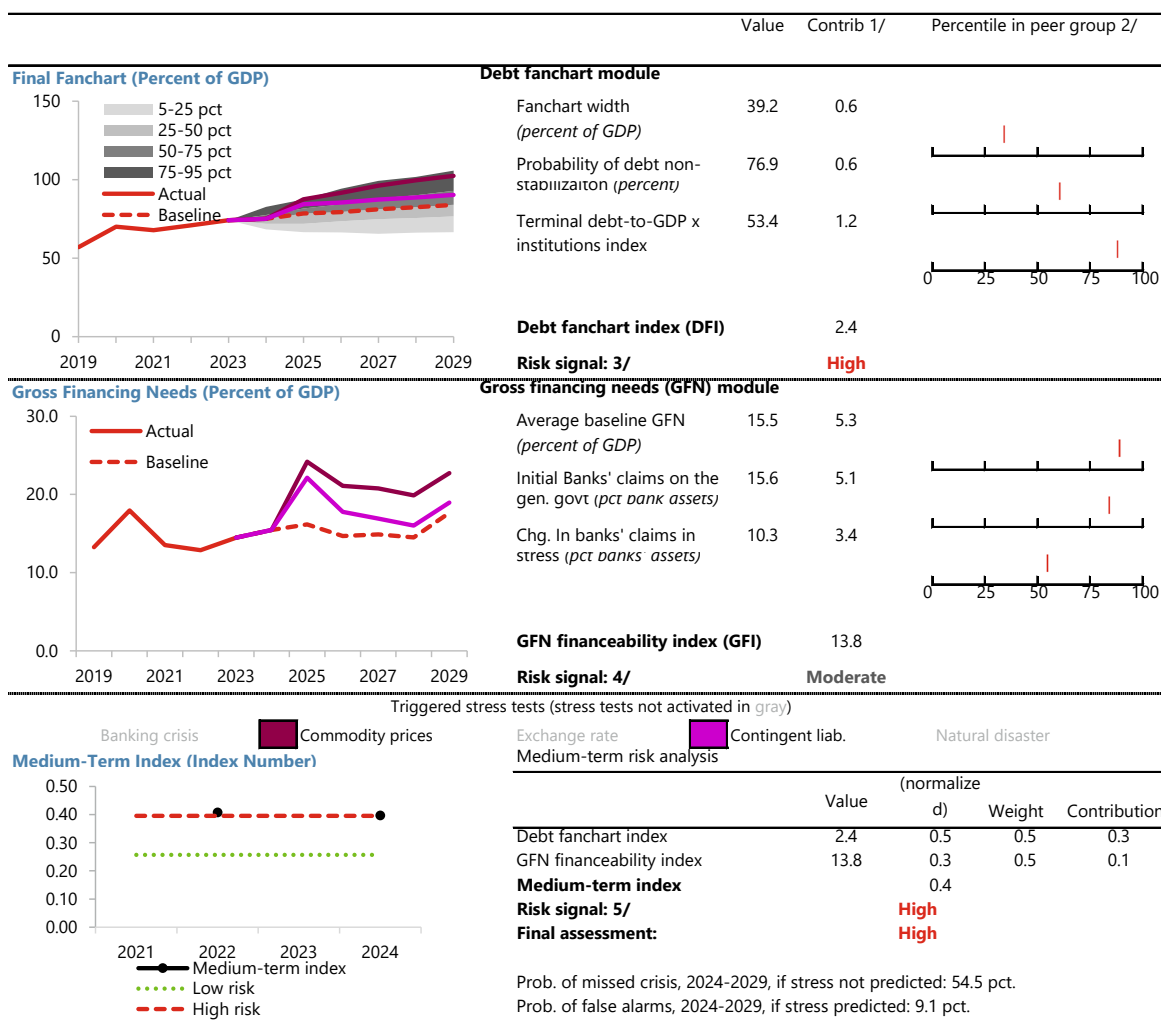 Value Contrib 1/ Percentile in peer group 2/
Final Fanchart (Percent of GDP)
150
100
50
0
5-25 pct
25-50 pct
50-75 pct
75-95 pct
Actual
Baseline
2019 2021 2023 2025 2027 2029
Debt fanchart module
Fanchart width 39.2 0.6
(percent of GDP)
Probability of debt non- 76.9 0.6
stabilizaiton (percent)
Terminal debt-to-GDP x 53.4 1.2
institutions index
0 25 50 75 100
Debt fanchart index (DFI) 2.4
Risk signal: 3/ High
Gross Financing Needs (Percent of GDP)
30.0
20.0
10.0
0.0
Actual
Baseline
2019 2021 2023 2025 2027 2029
Gross financing needs (GFN) module
Average baseline GFN 15.5 5.3
(percent of GDP)
Initial Banks' claims on the 15.6 5.1
gen. govt (pct bank assets)
Chg. In banks' claims in 10.3 3.4
stress (pct banks' assets)
0 25 50 75 100
GFN financeability index (GFI) 13.8
Risk signal: 4/ Moderate
Triggered stress tests (stress tests not activated in gray)
Banking crisis Commodity prices Exchange rate Contingent liab. Natural disaster
Medium-Term Index (Index Number)
0.50
0.40
0.30
0.20
0.10
0.00
2021 2022 2023 2024
Medium-term index
Low risk
High risk
Medium-term risk analysis
Value (normalize
d) Weight Contribution
Debt fanchart index 2.4 0.5 0.5 0.3
GFN financeability index 13.8 0.3 0.5 0.1
Medium-term index 0.4
Risk signal: 5/ High
Final assessment: High
Prob. of missed crisis, 2024-2029, if stress not predicted: 54.5 pct.
Prob. of false alarms, 2024-2029, if stress predicted: 9.1 pct.